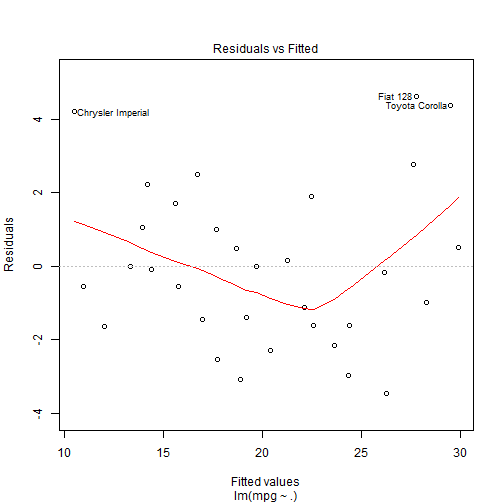 Residuals vs Fitted
Fiat 128
Toyota Corolla
Chrysler Imperial
4
2
0
-2
-4
Residuals
10 15 20 25 30
Fitted values
lm(mpg ~ .)